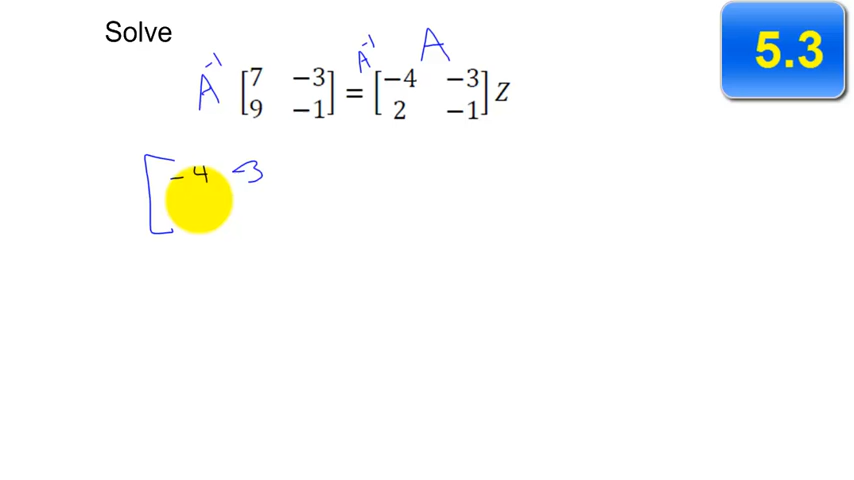 Solve
5.3
A⁻¹ [7 −3] = A⁻¹ A [−4 −3] Z
[9 −1] [2 −1]
[−4 −3